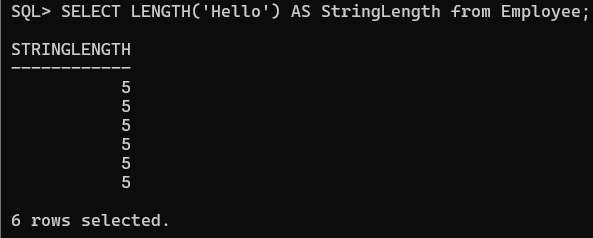 SQL> SELECT LENGTH('Hello') AS StringLength from Employee;
STRINGLENGTH
------------
5
5
5
5
5
5
6 rows selected.